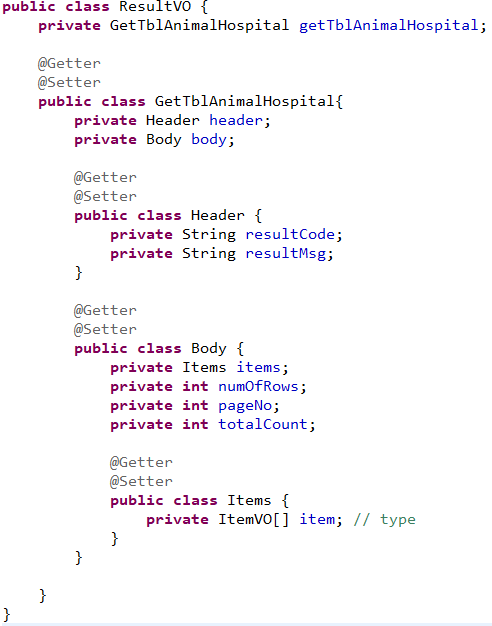 public class ResultVO {
    private GetTblAnimalHospital getTblAnimalHospital;

    @Getter
    @Setter
    public class GetTblAnimalHospital{
        private Header header;
        private Body body;

        @Getter
        @Setter
        public class Header {
            private String resultCode;
            private String resultMsg;
        }

        @Getter
        @Setter
        public class Body {
            private Items items;
            private int numOfRows;
            private int pageNo;
            private int totalCount;

            @Getter
            @Setter
            public class Items {
                private ItemVO[] item; // type
            }
        }

    }
}